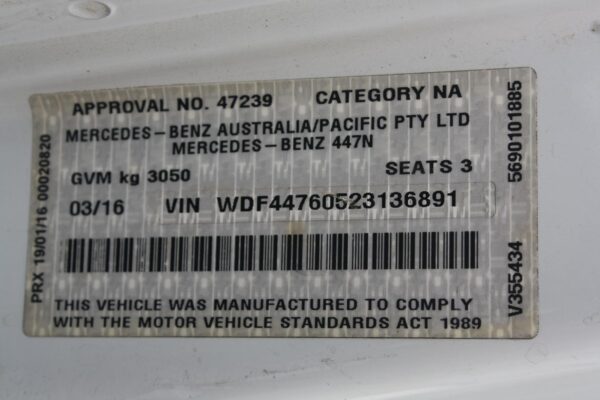 APPROVAL NO. 47239 CATEGORY NA
MERCEDES-BENZ AUSTRALIA/PACIFIC PTY LTD
MERCEDES-BENZ 447N
GVM kg 3050 SEATS 3
03/16 VIN WDF44760523136891
THIS VEHICLE WAS MANUFACTURED TO COMPLY
WITH THE MOTOR VEHICLE STANDARDS ACT 1989
PRX 19/01/16 00020820
V355434 5690101885